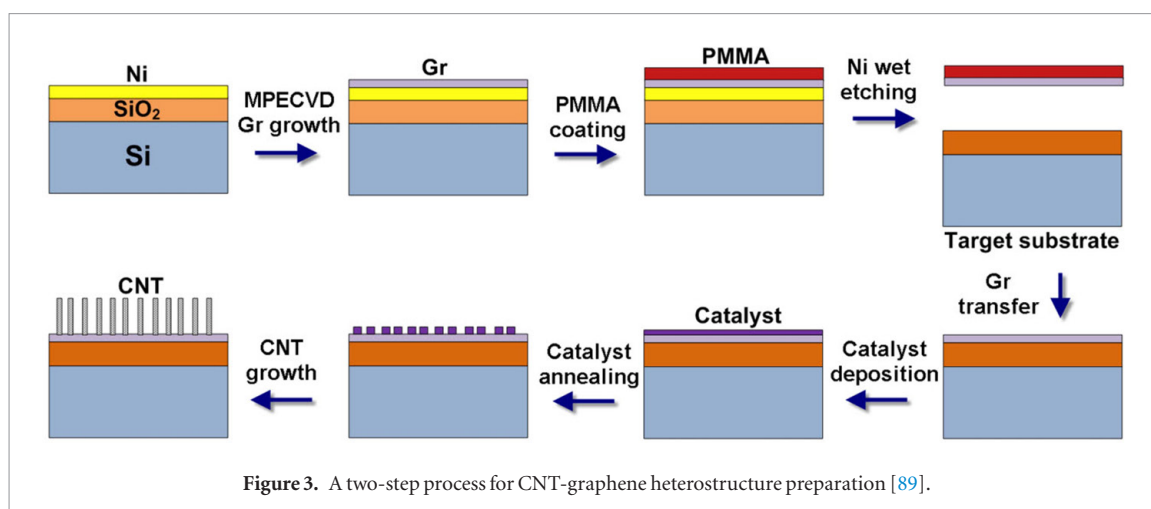 Ni
SiO₂
Si
MPECVD
Gr growth
Gr
PMMA
coating
PMMA
Ni wet
etching
Target substrate
Gr
transfer
Catalyst
deposition
Catalyst
Catalyst
annealing
CNT
growth
CNT
Figure 3. A two-step process for CNT-graphene heterostructure preparation [89].